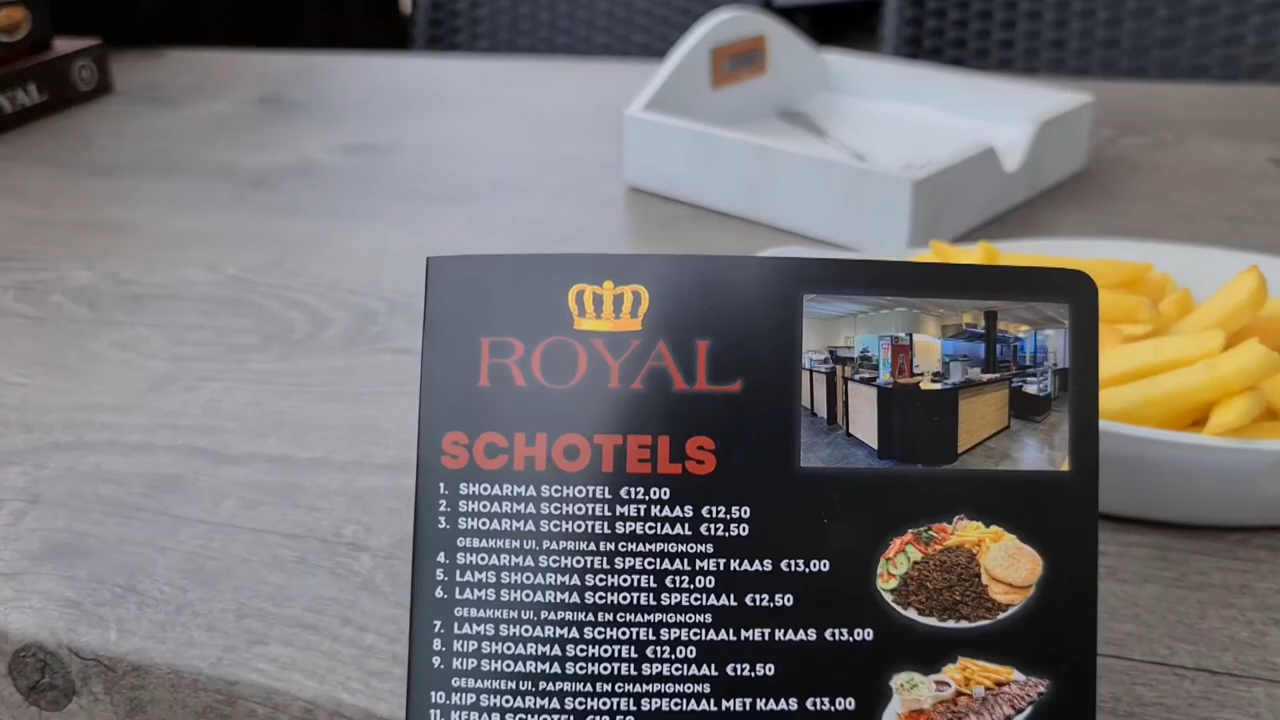 YAL
ROYAL
SCHOTELS
1. SHOARMA SCHOTEL €12,00
2. SHOARMA SCHOTEL MET KAAS €12,50
3. SHOARMA SCHOTEL SPECIAAL €12,50
GEBAKKEN UI, PAPRIKA EN CHAMPIGNONS
4. SHOARMA SCHOTEL SPECIAAL MET KAAS €13,00
5. LAMS SHOARMA SCHOTEL €12,00
6. LAMS SHOARMA SCHOTEL SPECIAAL €12,50
GEBAKKEN UI, PAPRIKA EN CHAMPIGNONS
7. LAMS SHOARMA SCHOTEL SPECIAAL MET KAAS €13,00
8. KIP SHOARMA SCHOTEL €12,00
9. KIP SHOARMA SCHOTEL SPECIAAL €12,50
GEBAKKEN UI, PAPRIKA EN CHAMPIGNONS
10. KIP SHOARMA SCHOTEL SPECIAAL MET KAAS €13,00
11. KEBAB SCHOTEL